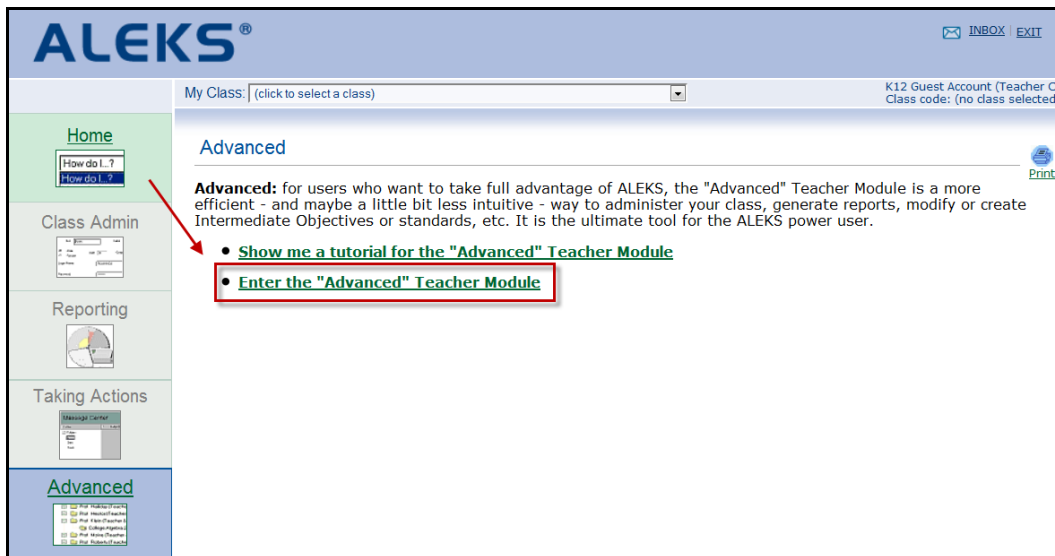 ALEKS®
INBOX | EXIT
My Class: (click to select a class)
K12 Guest Account (Teacher C
Class code: (no class selected
Home
How do I...?
How do I...?
Advanced
Print
Advanced: for users who want to take full advantage of ALEKS, the "Advanced" Teacher Module is a more
efficient - and maybe a little bit less intuitive - way to administer your class, generate reports, modify or create
Intermediate Objectives or standards, etc. It is the ultimate tool for the ALEKS power user.
• Show me a tutorial for the "Advanced" Teacher Module
• Enter the "Advanced" Teacher Module
Class Admin
Reporting
Taking Actions
Message Center
Advanced